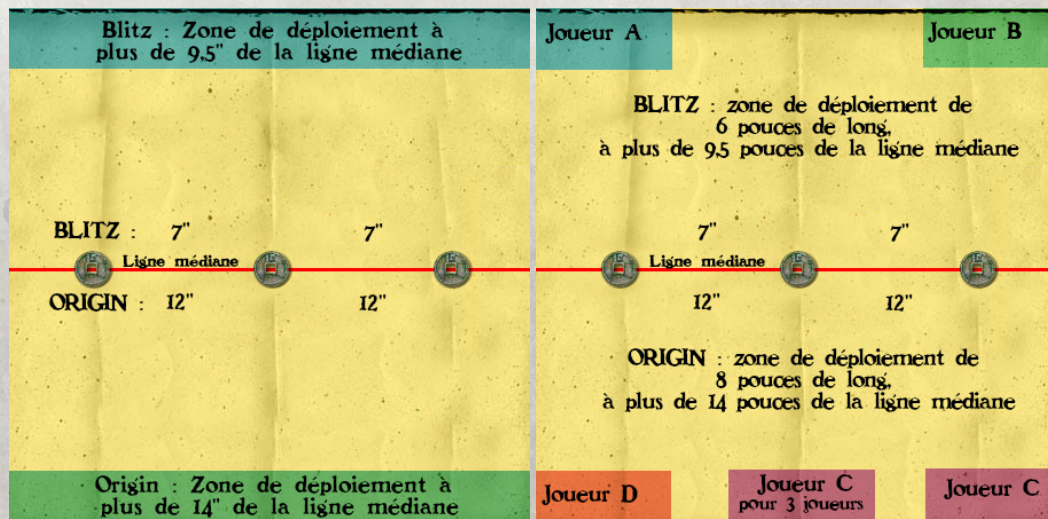 Blitz : Zone de déploiement à
plus de 9,5" de la ligne médiane
BLITZ : 7" 7"
Ligne médiane
ORIGIN : 12" 12"
Origin : Zone de déploiement à
plus de 14" de la ligne médiane
Joueur A
Joueur B
BLITZ : zone de déploiement de
6 pouces de long,
à plus de 9,5 pouces de la ligne médiane
7" 7"
Ligne médiane
12" 12"
ORIGIN : zone de déploiement de
8 pouces de long,
à plus de 14 pouces de la ligne médiane
Joueur D
Joueur C
pour 3 joueurs
Joueur C